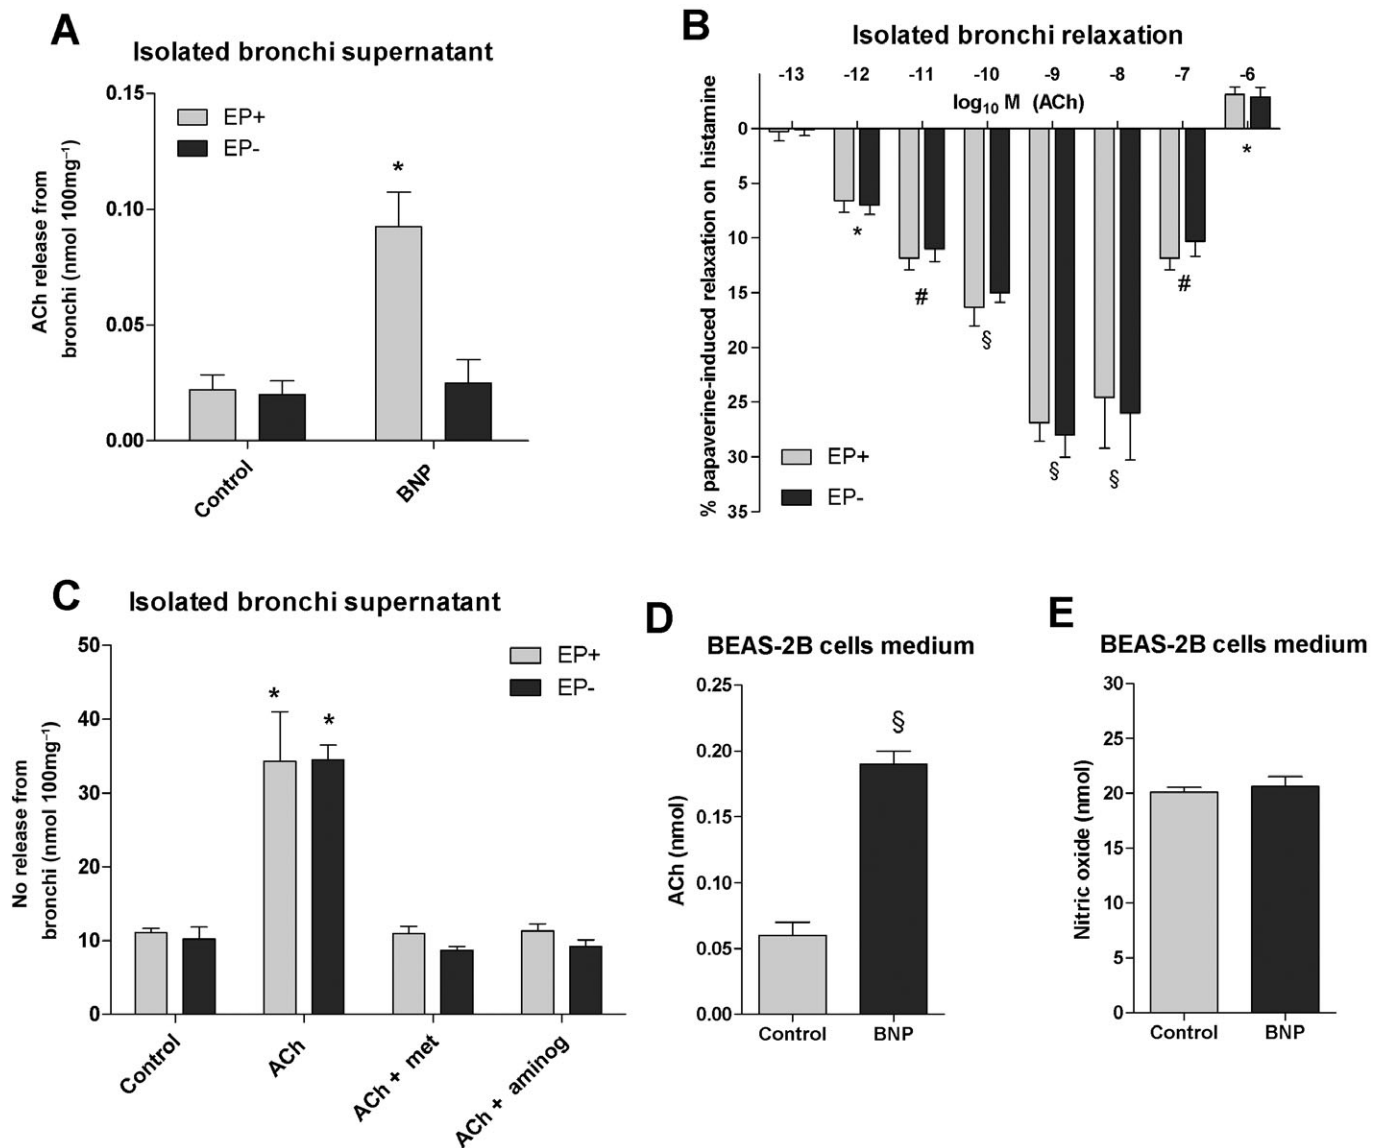 A
Isolated bronchi supernatant
ACh release from
bronchi (nmol 100mg⁻¹)
0.15
0.10
0.05
0.00
EP+
EP-
*
Control
BNP
B
Isolated bronchi relaxation
-13 -12 -11 -10 -9 -8 -7 -6
log₁₀ M (ACh)
% papaverine-induced relaxation on histamine
0
5
10
15
20
25
30
35
*
*
#
#
§
§
§
EP+
EP-
C
Isolated bronchi supernatant
No release from
bronchi (nmol 100mg⁻¹)
50
40
30
20
10
0
EP+
EP-
*
*
Control
ACh
ACh + met
ACh + aminog
D
BEAS-2B cells medium
ACh (nmol)
0.25
0.20
0.15
0.10
0.05
0.00
§
Control
BNP
E
BEAS-2B cells medium
Nitric oxide (nmol)
30
25
20
15
10
5
0
Control
BNP